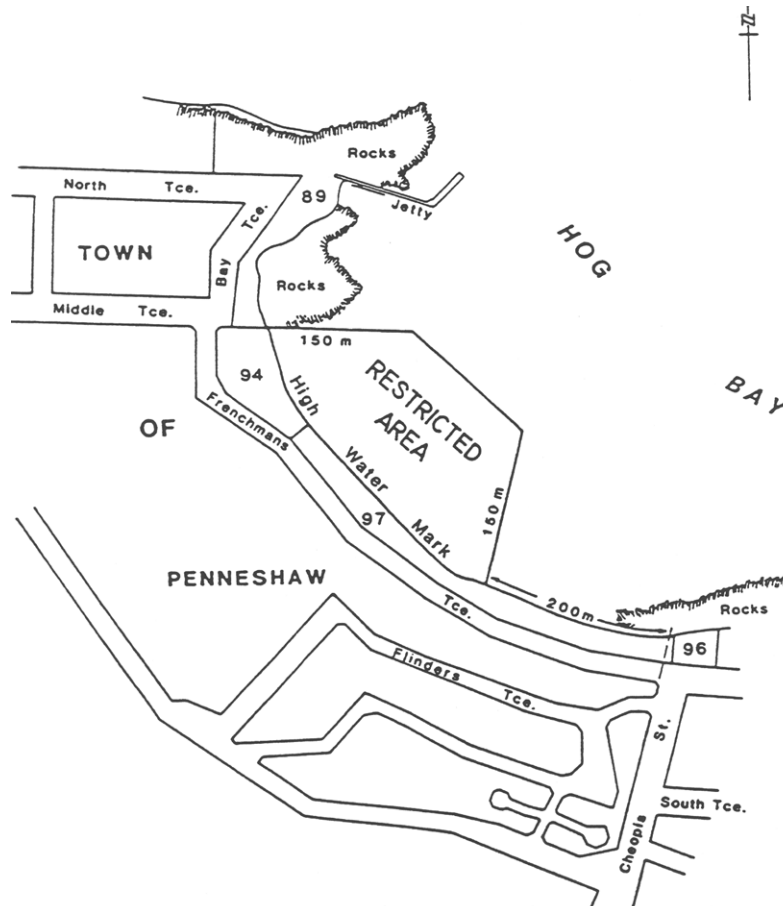 N
Rocks
North Tce.
89
Jetty
Bay Tce.
HOG
TOWN
Rocks
Middle Tce.
150 m
94
RESTRICTED
AREA
BAY
High Water Mark
OF
Frenchmans Tce.
150 m
97
PENNESHAW
200m
Rocks
96
Flinders Tce.
Cheopis St.
South Tce.